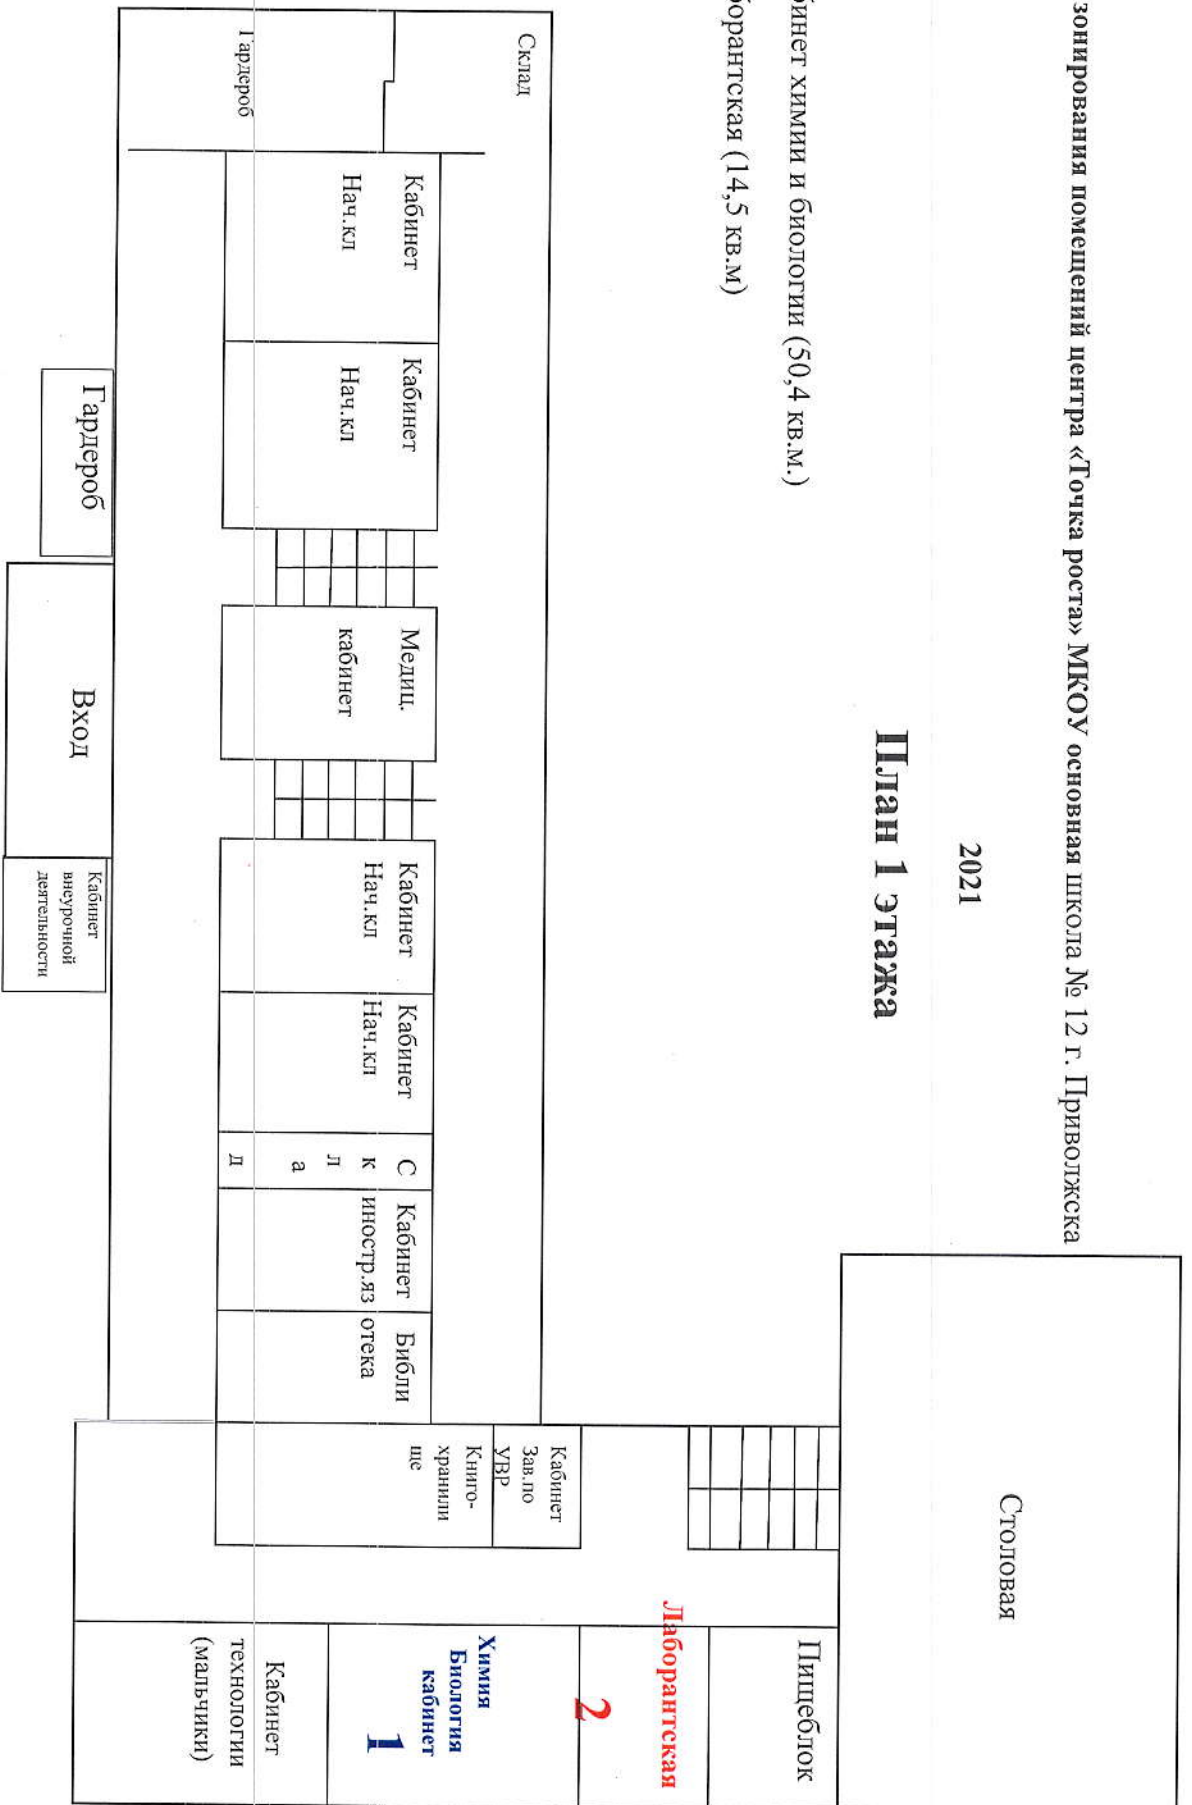 зонирования помещений центра «Точка роста» МКОУ основная школа № 12 г. Приволжска
2021
План 1 этажа
бинет химии и биологии (50,4 кв.м.)
борантская (14,5 кв.м)
Столовая
Склад
Гардероб
Кабинет
Нач.кл
Кабинет
Нач.кл
Медиц.
кабинет
Кабинет
Нач.кл
Кабинет
Нач.кл
С
к
л
а
д
Кабинет
иностр.яз
Библи
отека
Кабинет
Зав.по
УВР
Книго-
хранили
ще
Пищеблок
Лаборантская
2
Химия
Биология
кабинет
1
Кабинет
технологии
(мальчики)
Гардероб
Вход
Кабинет
внеурочной
деятельности